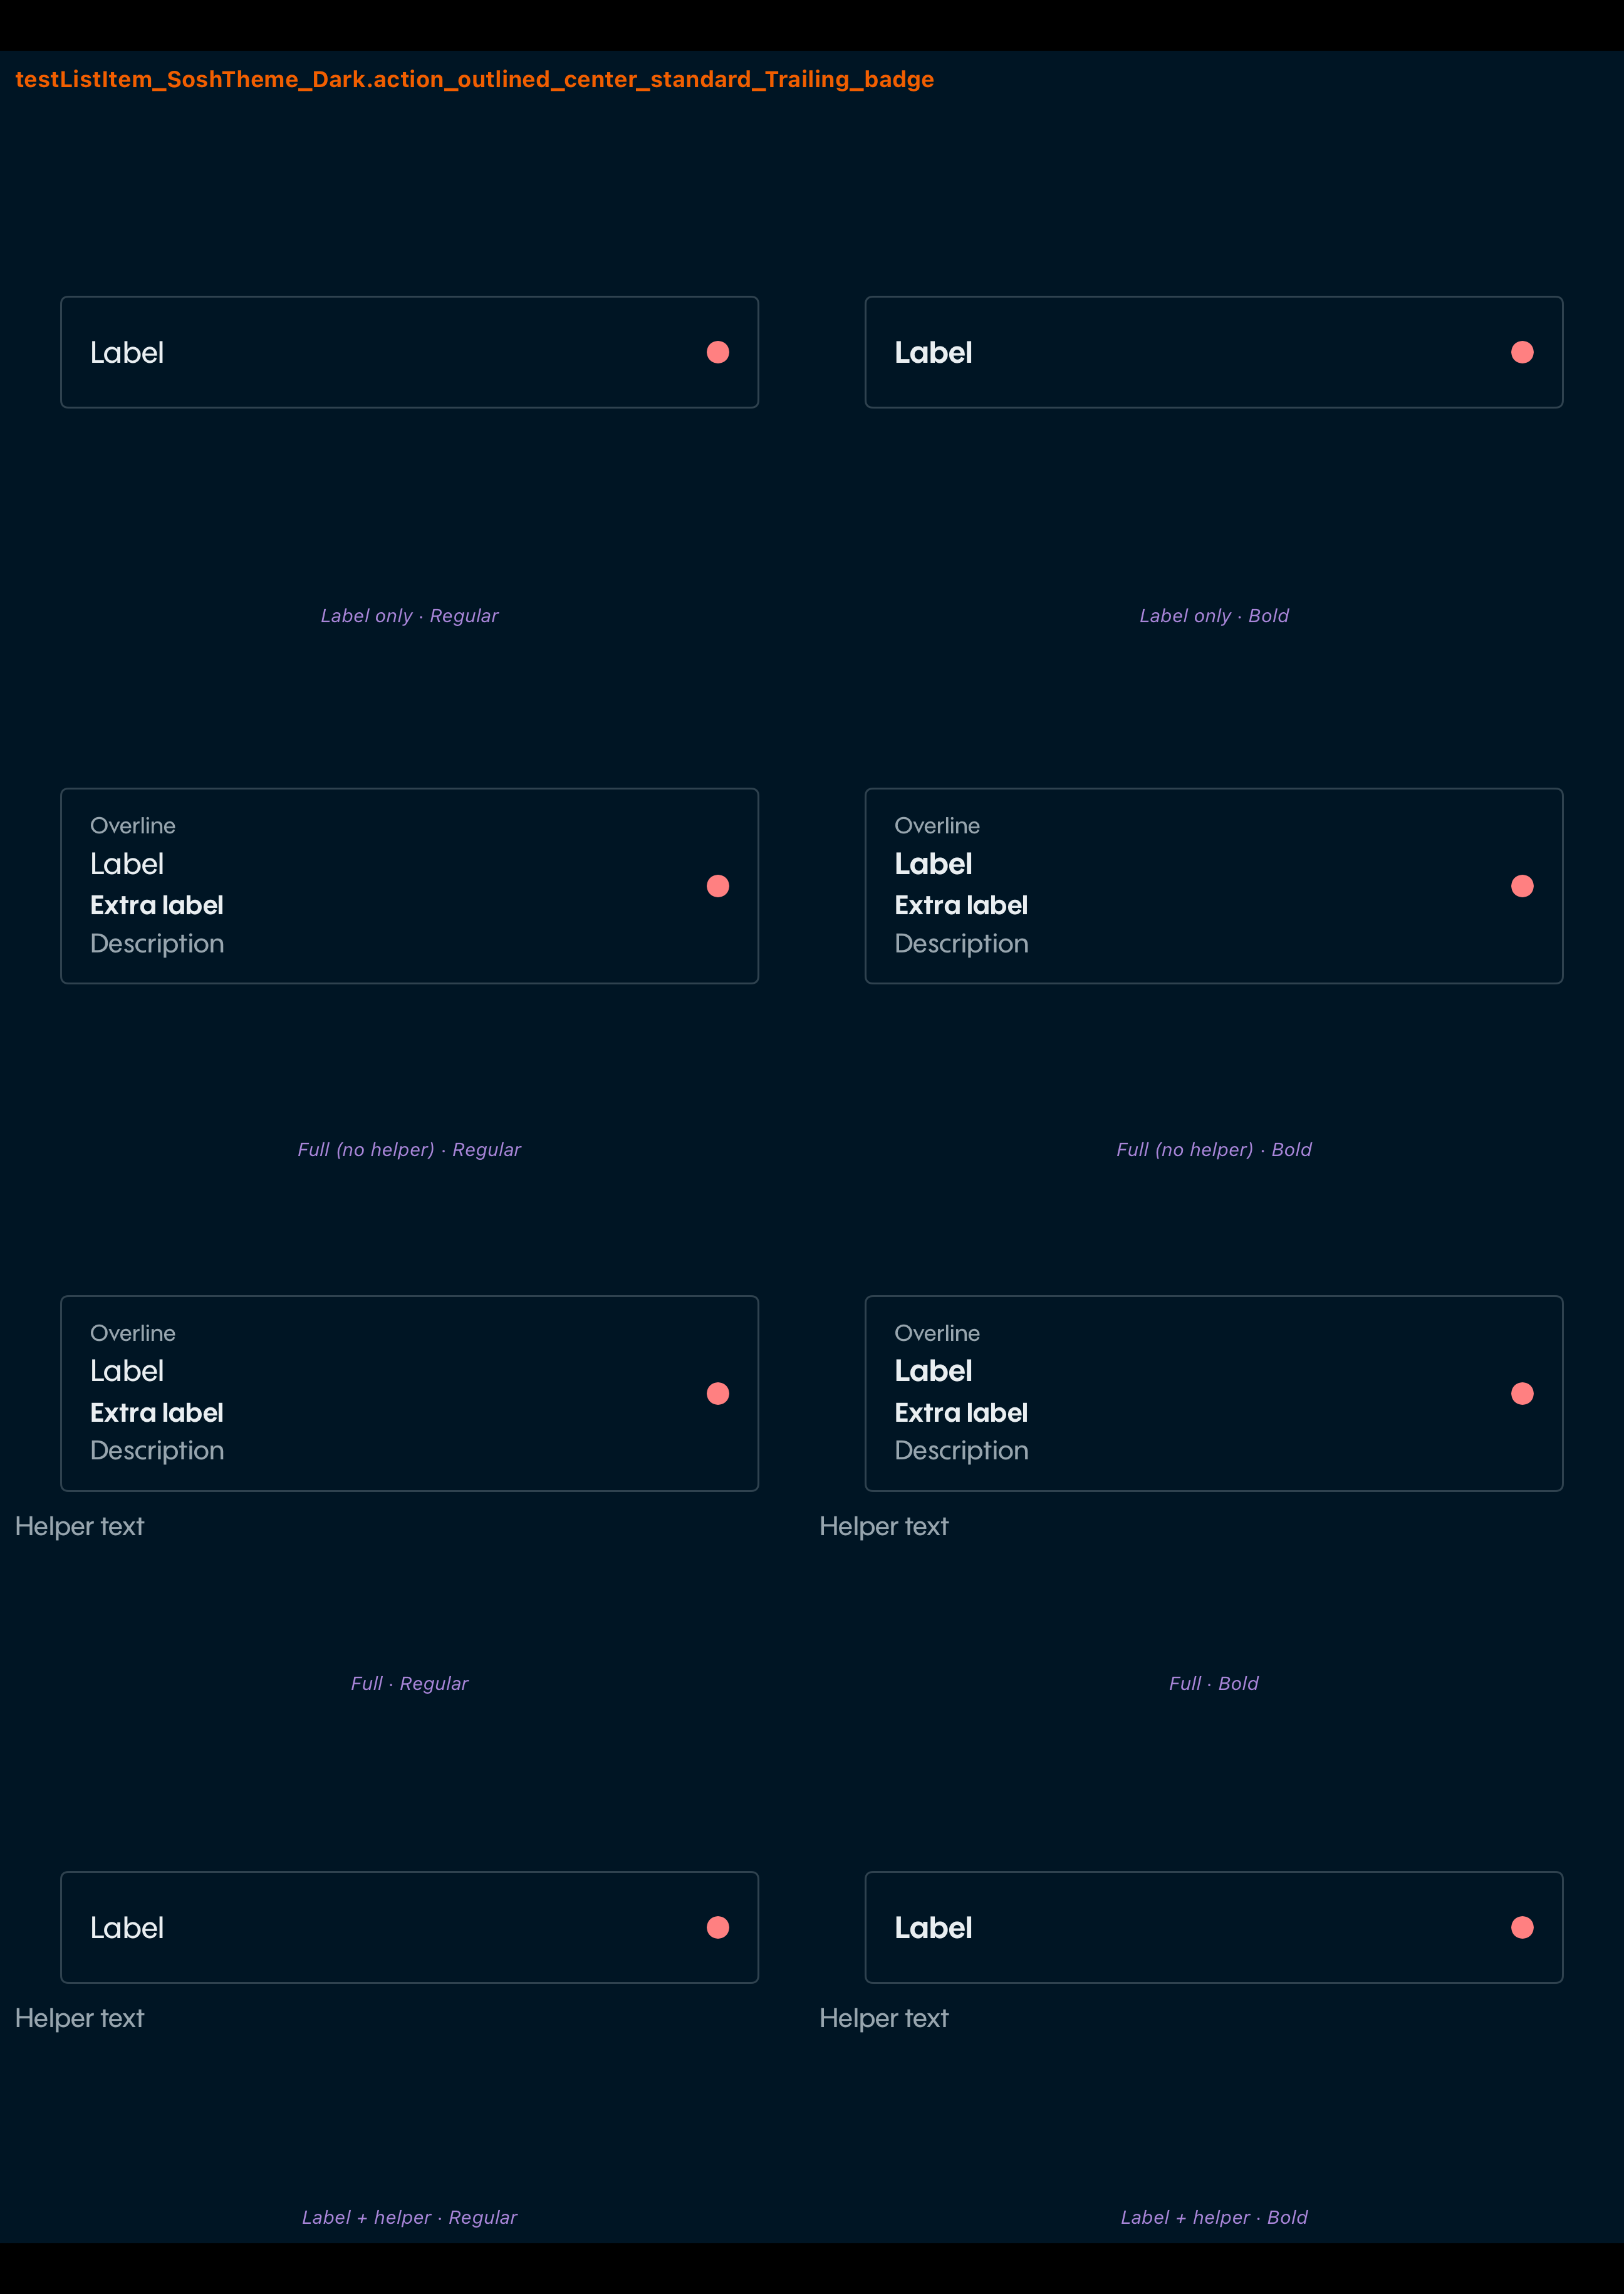 testListItem_SoshTheme_Dark.action_outlined_center_standard_Trailing_badge
Label
Label
Label only · Regular
Label only · Bold
Overline
Label
Extra label
Description
Overline
Label
Extra label
Description
Full (no helper) · Regular
Full (no helper) · Bold
Overline
Label
Extra label
Description
Helper text
Overline
Label
Extra label
Description
Helper text
Full · Regular
Full · Bold
Label
Helper text
Label
Helper text
Label + helper · Regular
Label + helper · Bold